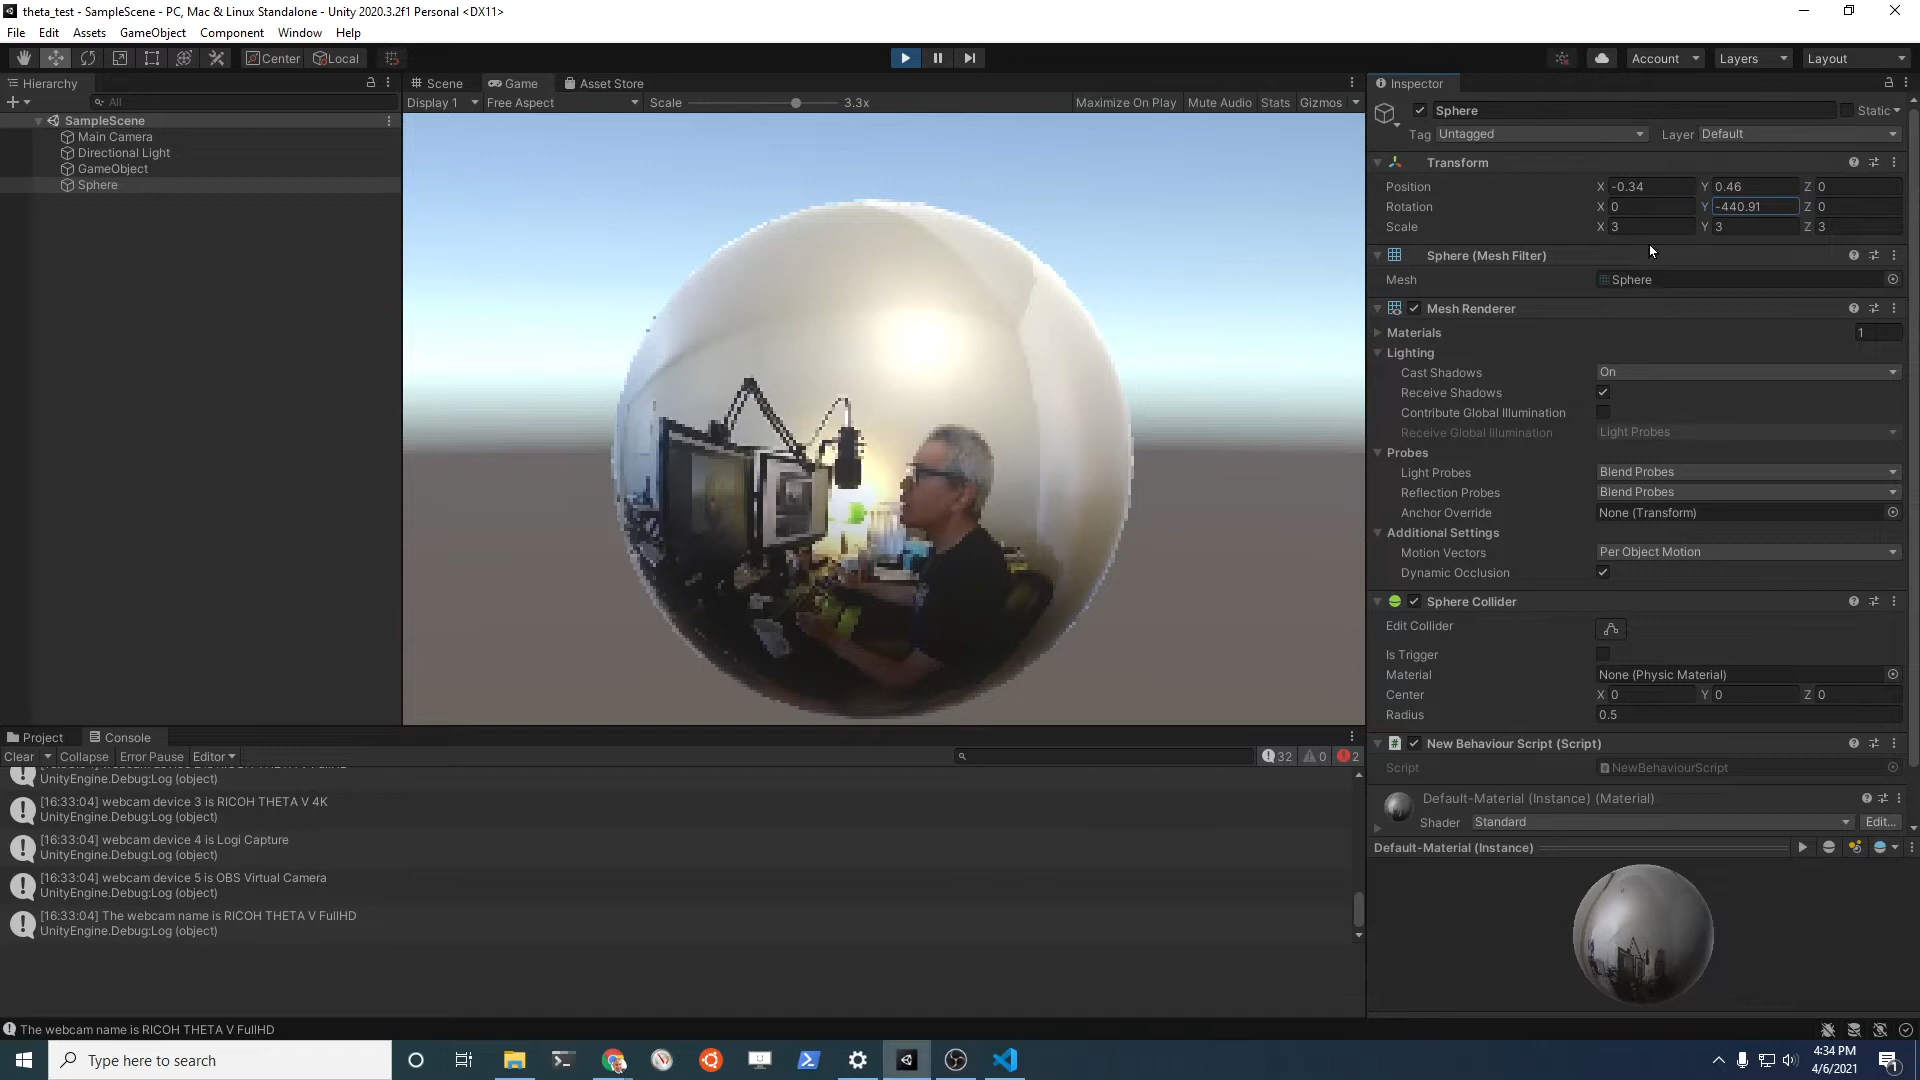 theta_test - SampleScene - PC, Mac & Linux Standalone - Unity 2020.3.2f1 Personal <DX11>
File Edit Assets GameObject Component Window Help
Center Local Account Layers Layout
Hierarchy
All
SampleScene
Main Camera
Directional Light
GameObject
Sphere
Scene Game Asset Store
Display 1 Free Aspect Scale 3.3x Maximize On Play Mute Audio Stats Gizmos
Inspector
Sphere Static
Tag Untagged Layer Default
Transform
Position X -0.34 Y 0.46 Z 0
Rotation X 0 Y -440.91 Z 0
Scale X 3 Y 3 Z 3
Sphere (Mesh Filter)
Mesh Sphere
Mesh Renderer
Materials 1
Lighting
Cast Shadows On
Receive Shadows
Contribute Global Illumination
Receive Global Illumination Light Probes
Probes
Light Probes Blend Probes
Reflection Probes Blend Probes
Anchor Override None (Transform)
Additional Settings
Motion Vectors Per Object Motion
Dynamic Occlusion
Sphere Collider
Edit Collider
Is Trigger
Material None (Physic Material)
Center X 0 Y 0 Z 0
Radius 0.5
New Behaviour Script (Script)
Script NewBehaviourScript
Default-Material (Instance) (Material)
Shader Standard Edit...
Default-Material (Instance)
Project Console
Clear Collapse Error Pause Editor 32 0 2
UnityEngine.Debug:Log (object)
[16:33:04] webcam device 3 is RICOH THETA V 4K
UnityEngine.Debug:Log (object)
[16:33:04] webcam device 4 is Logi Capture
UnityEngine.Debug:Log (object)
[16:33:04] webcam device 5 is OBS Virtual Camera
UnityEngine.Debug:Log (object)
[16:33:04] The webcam name is RICOH THETA V FullHD
UnityEngine.Debug:Log (object)
The webcam name is RICOH THETA V FullHD
Type here to search
4:34 PM
4/6/2021
1